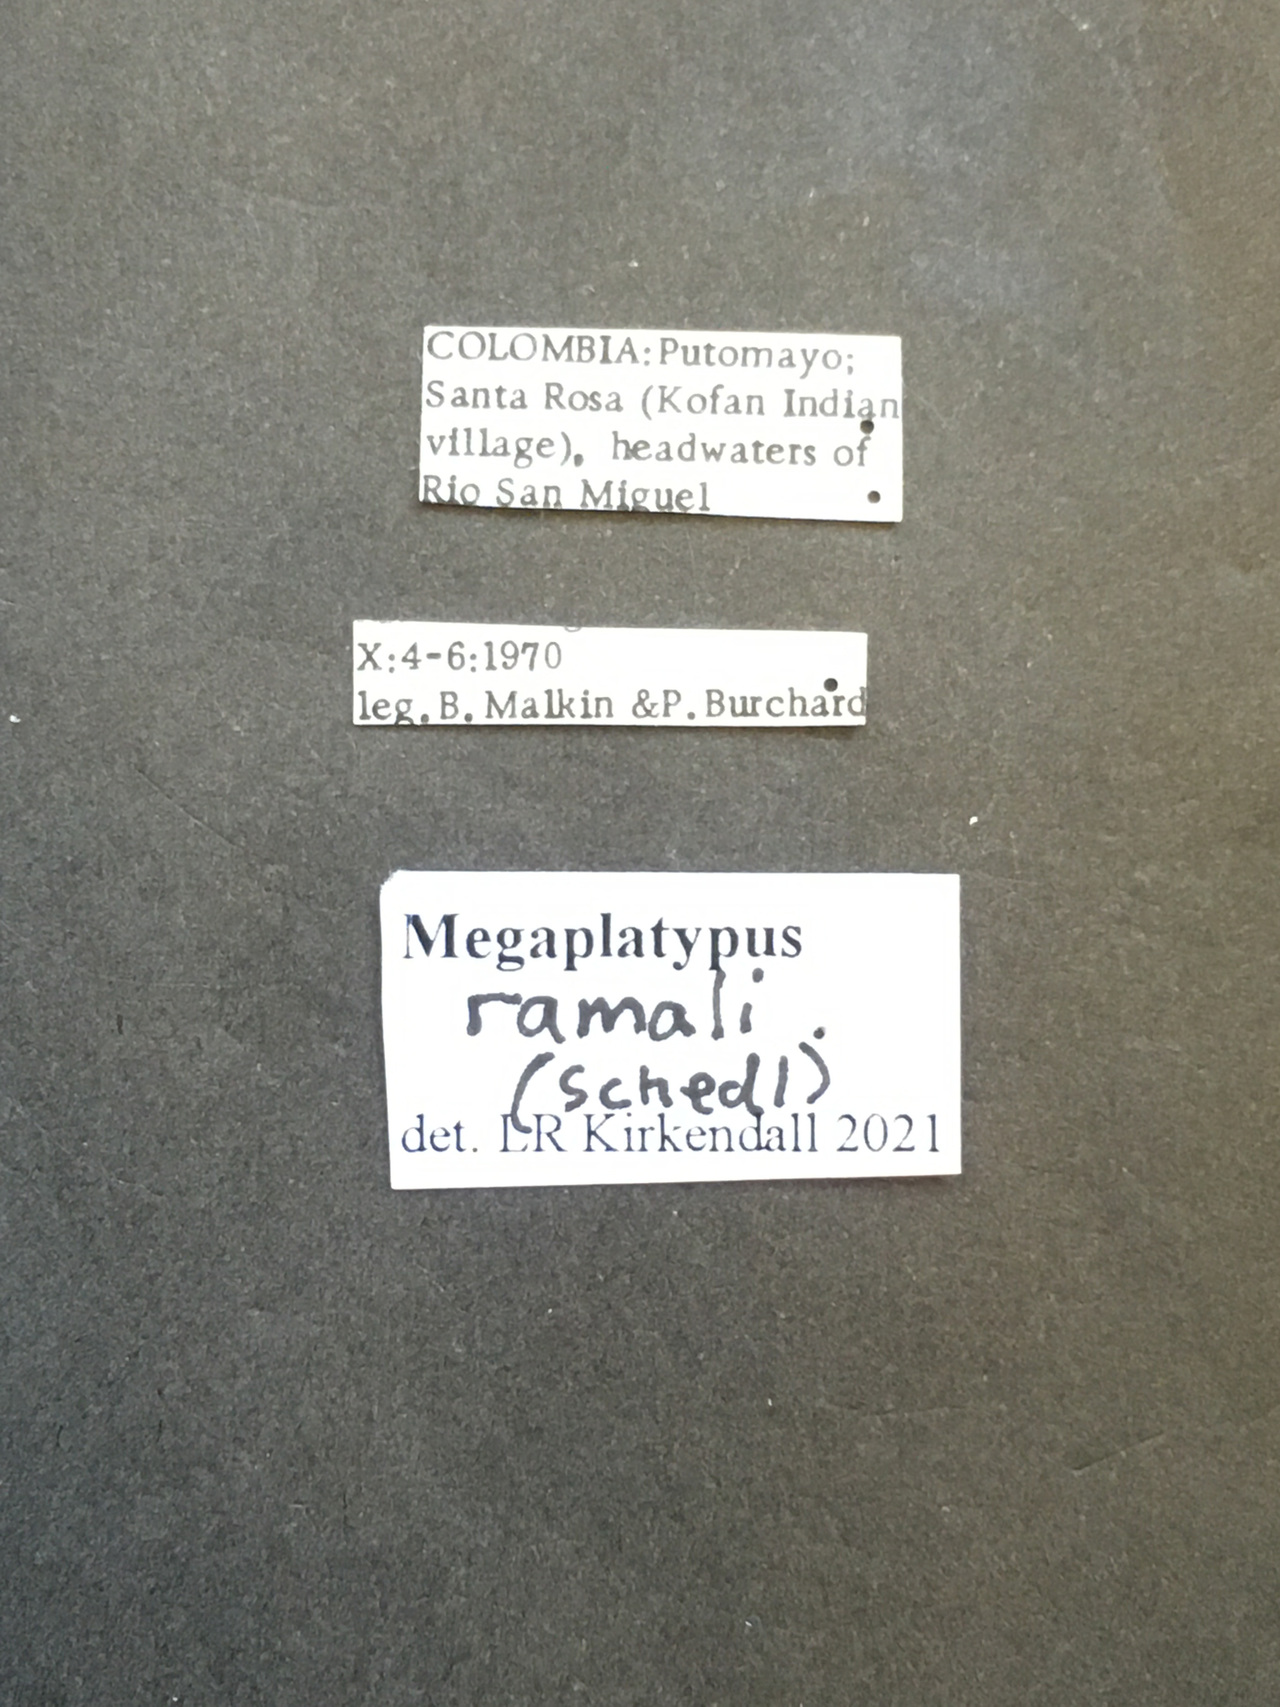 COLOMBIA: Putomayo;
Santa Rosa (Kofan Indian
village), headwaters of
Rio San Miguel
X:4-6:1970
leg. B. Malkin & P. Burchard
Megaplatypus
ramali
(Schedl)
det. LR Kirkendall 2021